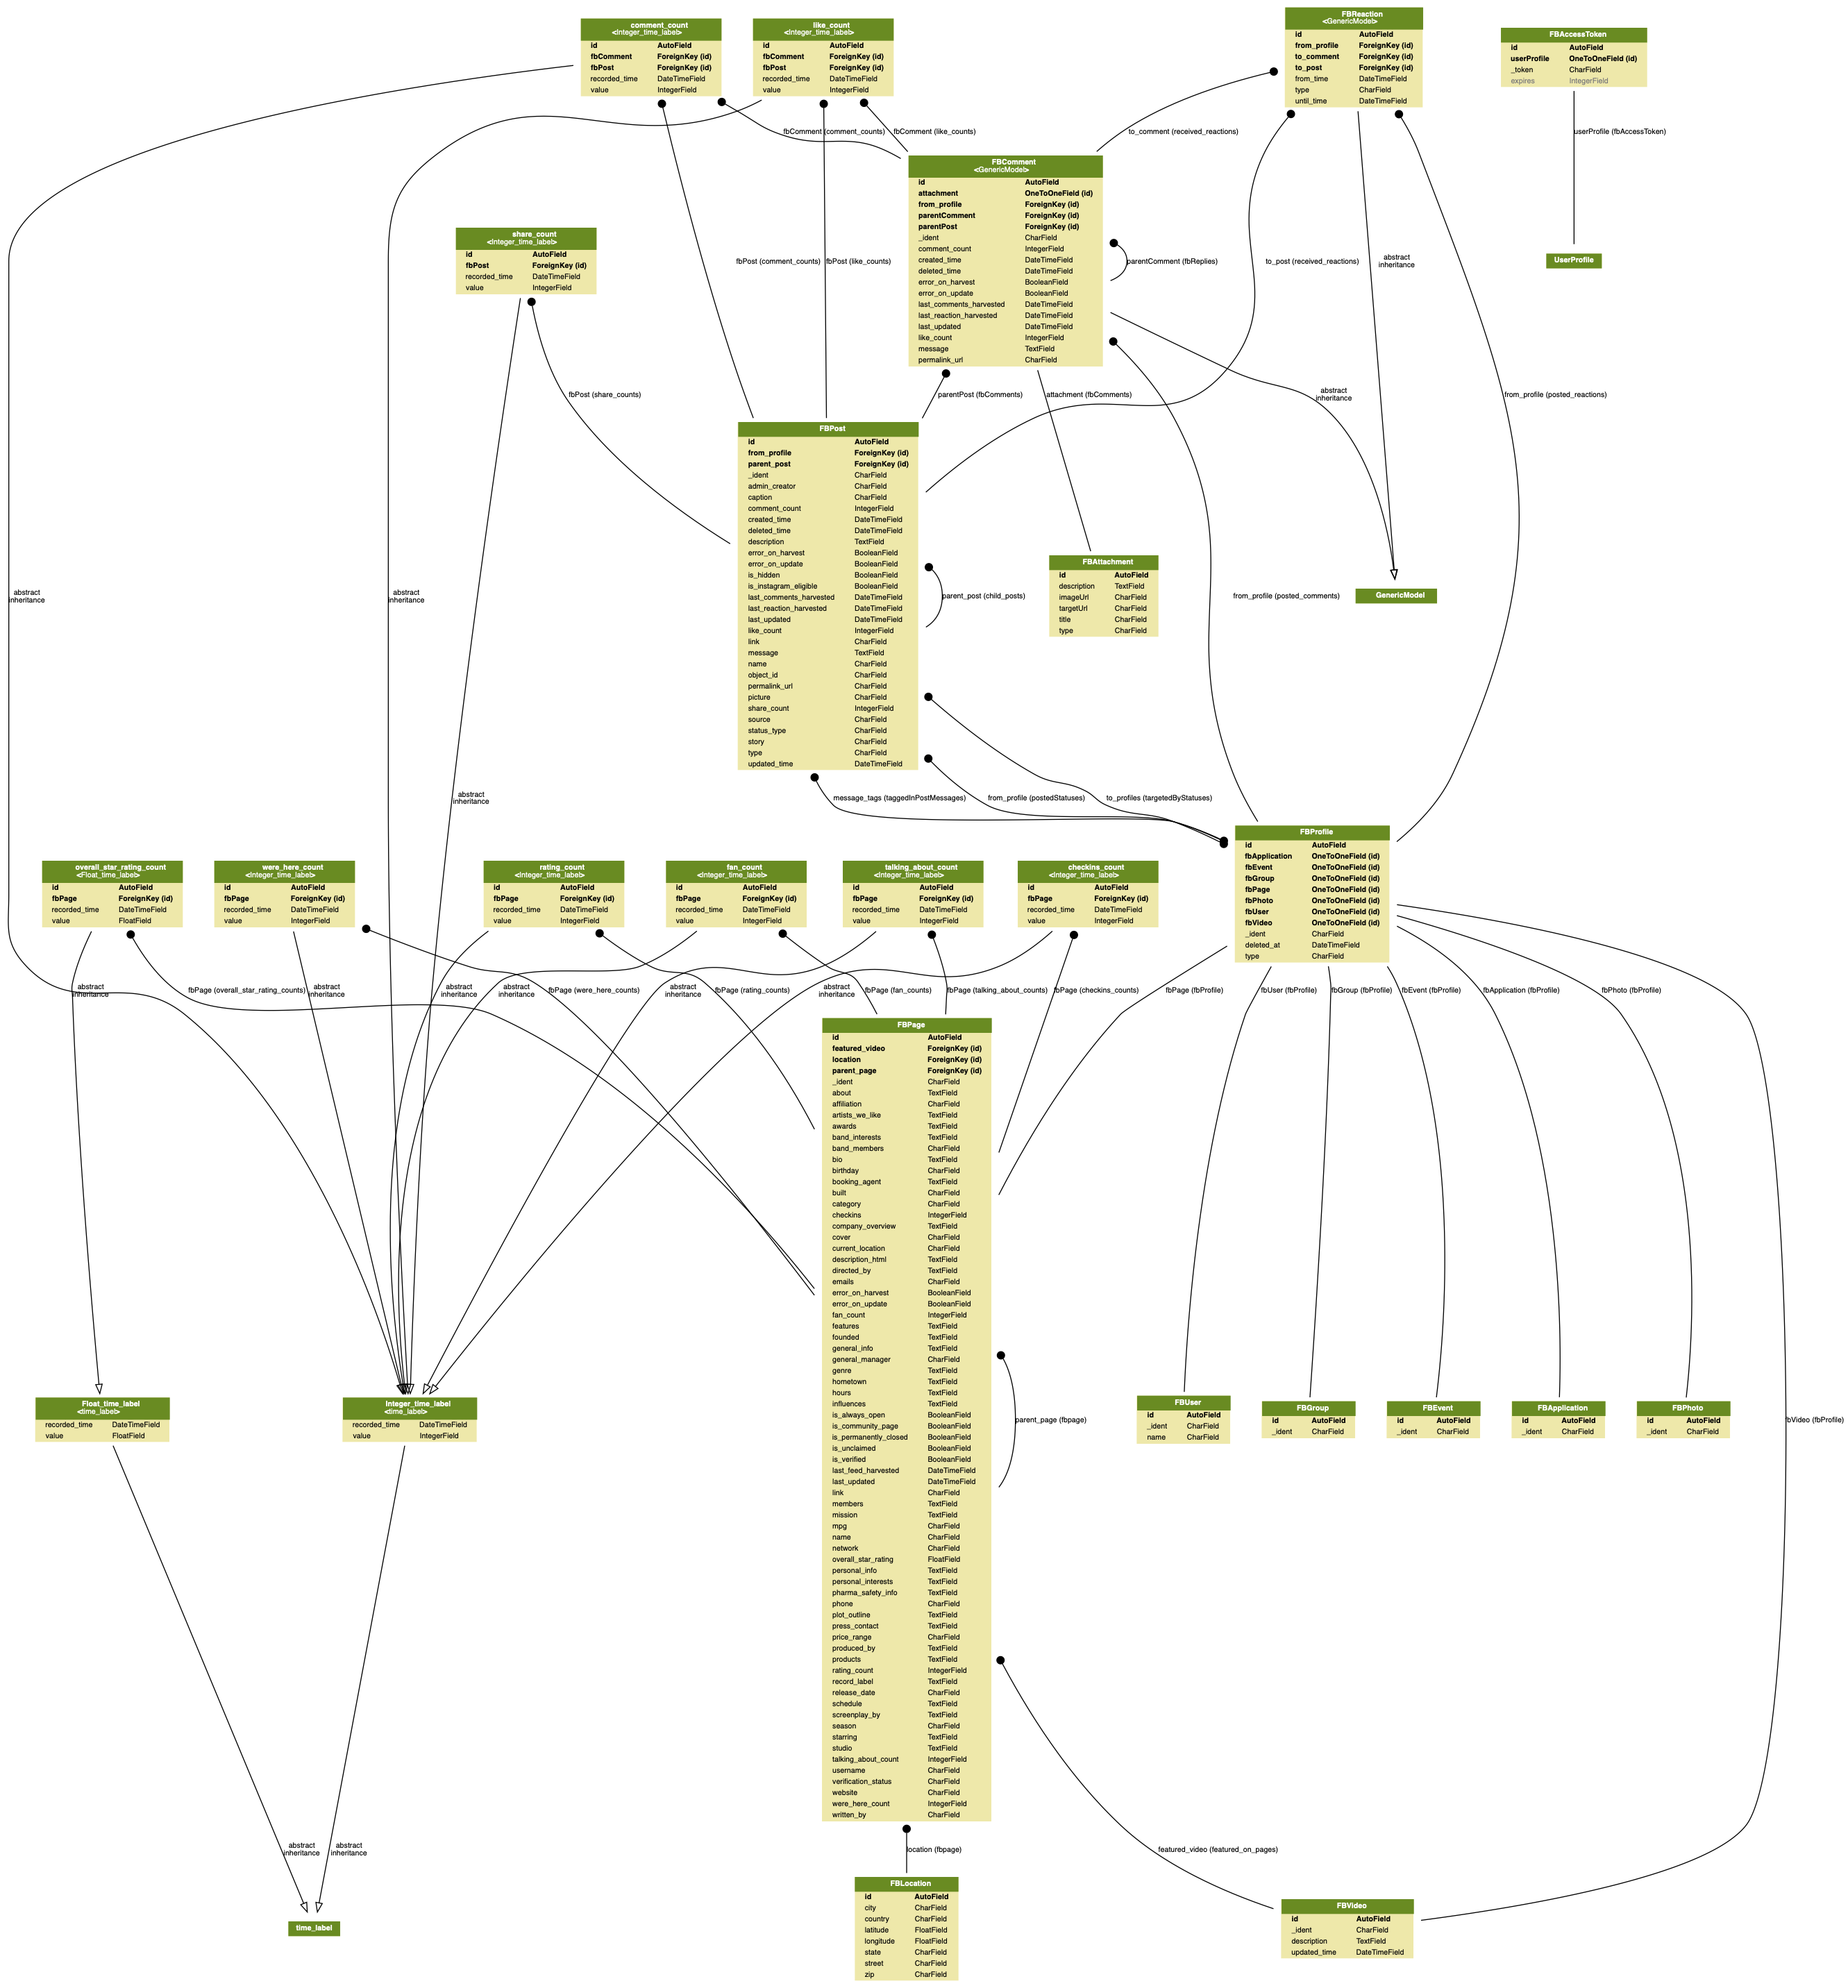 comment_count
<Integer_time_label>
id AutoField
fbComment ForeignKey (id)
fbPost ForeignKey (id)
recorded_time DateTimeField
value IntegerField
like_count
<Integer_time_label>
id AutoField
fbComment ForeignKey (id)
fbPost ForeignKey (id)
recorded_time DateTimeField
value IntegerField
FBReaction
<GenericModel>
id AutoField
from_profile ForeignKey (id)
to_comment ForeignKey (id)
to_post ForeignKey (id)
from_time DateTimeField
type CharField
until_time DateTimeField
FBAccessToken
id AutoField
userProfile OneToOneField (id)
_token CharField
expires IntegerField
fbComment (comment_counts)
fbComment (like_counts)
to_comment (received_reactions)
userProfile (fbAccessToken)
FBComment
<GenericModel>
id AutoField
attachment OneToOneField (id)
from_profile ForeignKey (id)
parentComment ForeignKey (id)
parentPost ForeignKey (id)
_ident CharField
comment_count IntegerField
created_time DateTimeField
deleted_time DateTimeField
error_on_harvest BooleanField
error_on_update BooleanField
last_comments_harvested DateTimeField
last_reaction_harvested DateTimeField
last_updated DateTimeField
like_count IntegerField
message TextField
permalink_url CharField
share_count
<Integer_time_label>
id AutoField
fbPost ForeignKey (id)
recorded_time DateTimeField
value IntegerField
fbPost (comment_counts)
fbPost (like_counts)
parentComment (fbReplies)
to_post (received_reactions)
abstract
inheritance
UserProfile
fbPost (share_counts)
parentPost (fbComments)
attachment (fbComments)
abstract
inheritance
from_profile (posted_reactions)
FBPost
id AutoField
from_profile ForeignKey (id)
parent_post ForeignKey (id)
_ident CharField
admin_creator CharField
caption CharField
comment_count IntegerField
created_time DateTimeField
deleted_time DateTimeField
description TextField
error_on_harvest BooleanField
error_on_update BooleanField
is_hidden BooleanField
is_instagram_eligible BooleanField
last_comments_harvested DateTimeField
last_reaction_harvested DateTimeField
last_updated DateTimeField
like_count IntegerField
link CharField
message TextField
name CharField
object_id CharField
permalink_url CharField
picture CharField
share_count IntegerField
source CharField
status_type CharField
story CharField
type CharField
updated_time DateTimeField
abstract
inheritance
abstract
inheritance
parent_post (child_posts)
FBAttachment
id AutoField
description TextField
imageUrl CharField
targetUrl CharField
title CharField
type CharField
from_profile (posted_comments)
GenericModel
abstract
inheritance
message_tags (taggedInPostMessages)
from_profile (postedStatuses)
to_profiles (targetedByStatuses)
FBProfile
id AutoField
fbApplication OneToOneField (id)
fbEvent OneToOneField (id)
fbGroup OneToOneField (id)
fbPage OneToOneField (id)
fbPhoto OneToOneField (id)
fbUser OneToOneField (id)
fbVideo OneToOneField (id)
_ident CharField
deleted_at DateTimeField
type CharField
overall_star_rating_count
<Float_time_label>
id AutoField
fbPage ForeignKey (id)
recorded_time DateTimeField
value FloatField
were_here_count
<Integer_time_label>
id AutoField
fbPage ForeignKey (id)
recorded_time DateTimeField
value IntegerField
rating_count
<Integer_time_label>
id AutoField
fbPage ForeignKey (id)
recorded_time DateTimeField
value IntegerField
fan_count
<Integer_time_label>
id AutoField
fbPage ForeignKey (id)
recorded_time DateTimeField
value IntegerField
talking_about_count
<Integer_time_label>
id AutoField
fbPage ForeignKey (id)
recorded_time DateTimeField
value IntegerField
checkins_count
<Integer_time_label>
id AutoField
fbPage ForeignKey (id)
recorded_time DateTimeField
value IntegerField
abstract
inheritance
fbPage (overall_star_rating_counts)
abstract
inheritance
abstract
inheritance
abstract
inheritance
fbPage (were_here_counts)
abstract
inheritance
fbPage (rating_counts)
abstract
inheritance
fbPage (fan_counts)
fbPage (talking_about_counts)
fbPage (checkins_counts)
fbPage (fbProfile)
fbUser (fbProfile)
fbGroup (fbProfile)
fbEvent (fbProfile)
fbApplication (fbProfile)
fbPhoto (fbProfile)
FBPage
id AutoField
featured_video ForeignKey (id)
location ForeignKey (id)
parent_page ForeignKey (id)
_ident CharField
about TextField
affiliation CharField
artists_we_like TextField
awards TextField
band_interests TextField
band_members CharField
bio TextField
birthday CharField
booking_agent TextField
built CharField
category CharField
checkins IntegerField
company_overview TextField
cover CharField
current_location CharField
description_html TextField
directed_by TextField
emails CharField
error_on_harvest BooleanField
error_on_update BooleanField
fan_count IntegerField
features TextField
founded TextField
general_info TextField
general_manager CharField
genre TextField
hometown TextField
hours TextField
influences TextField
is_always_open BooleanField
is_community_page BooleanField
is_permanently_closed BooleanField
is_unclaimed BooleanField
is_verified BooleanField
last_feed_harvested DateTimeField
last_updated DateTimeField
link CharField
members TextField
mission TextField
mpg CharField
name CharField
network CharField
overall_star_rating FloatField
personal_info TextField
personal_interests TextField
pharma_safety_info TextField
phone CharField
plot_outline TextField
press_contact TextField
price_range CharField
produced_by TextField
products TextField
rating_count IntegerField
record_label TextField
release_date CharField
schedule TextField
screenplay_by TextField
season CharField
starring TextField
studio TextField
talking_about_count IntegerField
username CharField
verification_status CharField
website CharField
were_here_count IntegerField
written_by CharField
Float_time_label
<time_label>
recorded_time DateTimeField
value FloatField
Integer_time_label
<time_label>
recorded_time DateTimeField
value IntegerField
parent_page (fbpage)
FBUser
id AutoField
_ident CharField
name CharField
FBGroup
id AutoField
_ident CharField
FBEvent
id AutoField
_ident CharField
FBApplication
id AutoField
_ident CharField
FBPhoto
id AutoField
_ident CharField
fbVideo (fbProfile)
abstract
inheritance
abstract
inheritance
location (fbpage)
featured_video (featured_on_pages)
time_label
FBLocation
id AutoField
city CharField
country CharField
latitude FloatField
longitude FloatField
state CharField
street CharField
zip CharField
FBVideo
id AutoField
_ident CharField
description TextField
updated_time DateTimeField